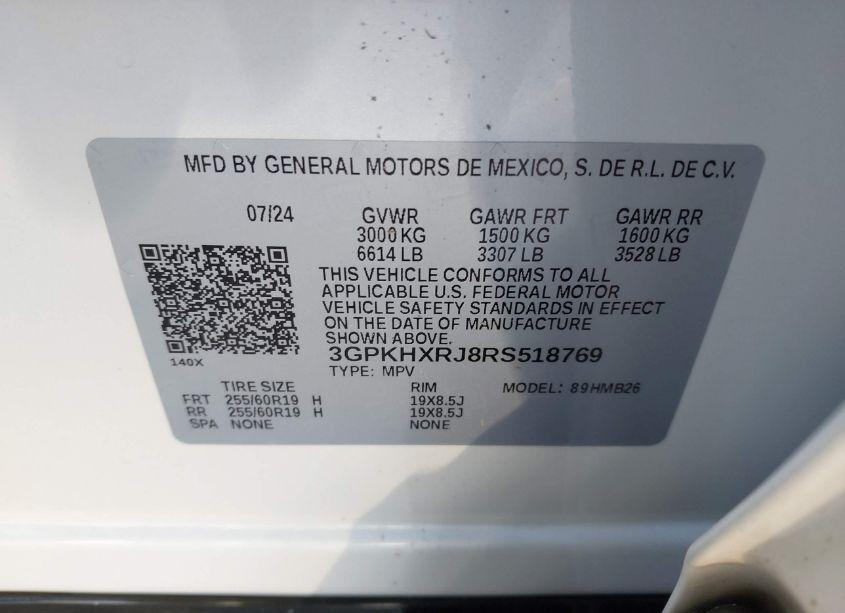 MFD BY GENERAL MOTORS DE MEXICO, S. DE R.L. DE C.V.
07/24 GVWR GAWR FRT GAWR RR
3000 KG 1500 KG 1600 KG
6614 LB 3307 LB 3528 LB
THIS VEHICLE CONFORMS TO ALL
APPLICABLE U.S. FEDERAL MOTOR
VEHICLE SAFETY STANDARDS IN EFFECT
ON THE DATE OF MANUFACTURE
SHOWN ABOVE.
140X 3GPKHXRJ8RS518769
TYPE: MPV
TIRE SIZE RIM MODEL: 89HMB26
FRT 255/60R19 H 19X8.5J
RR 255/60R19 H 19X8.5J
SPA NONE NONE